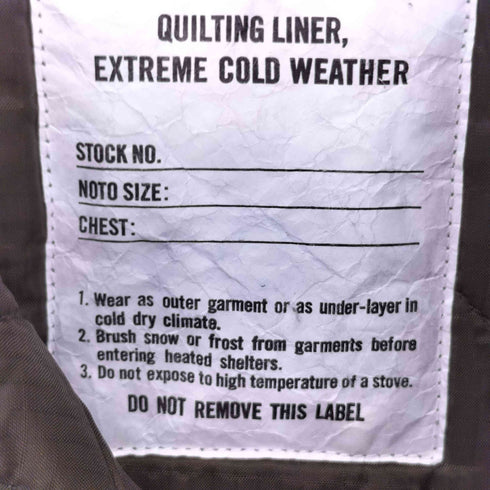 QUILTING LINER,
EXTREME COLD WEATHER
STOCK NO.
NOTO SIZE:
CHEST:
1. Wear as outer garment or as under-layer in
cold dry climate.
2. Brush snow or frost from garments before
entering heated shelters.
3. Do not expose to high temperature of a stove.
DO NOT REMOVE THIS LABEL